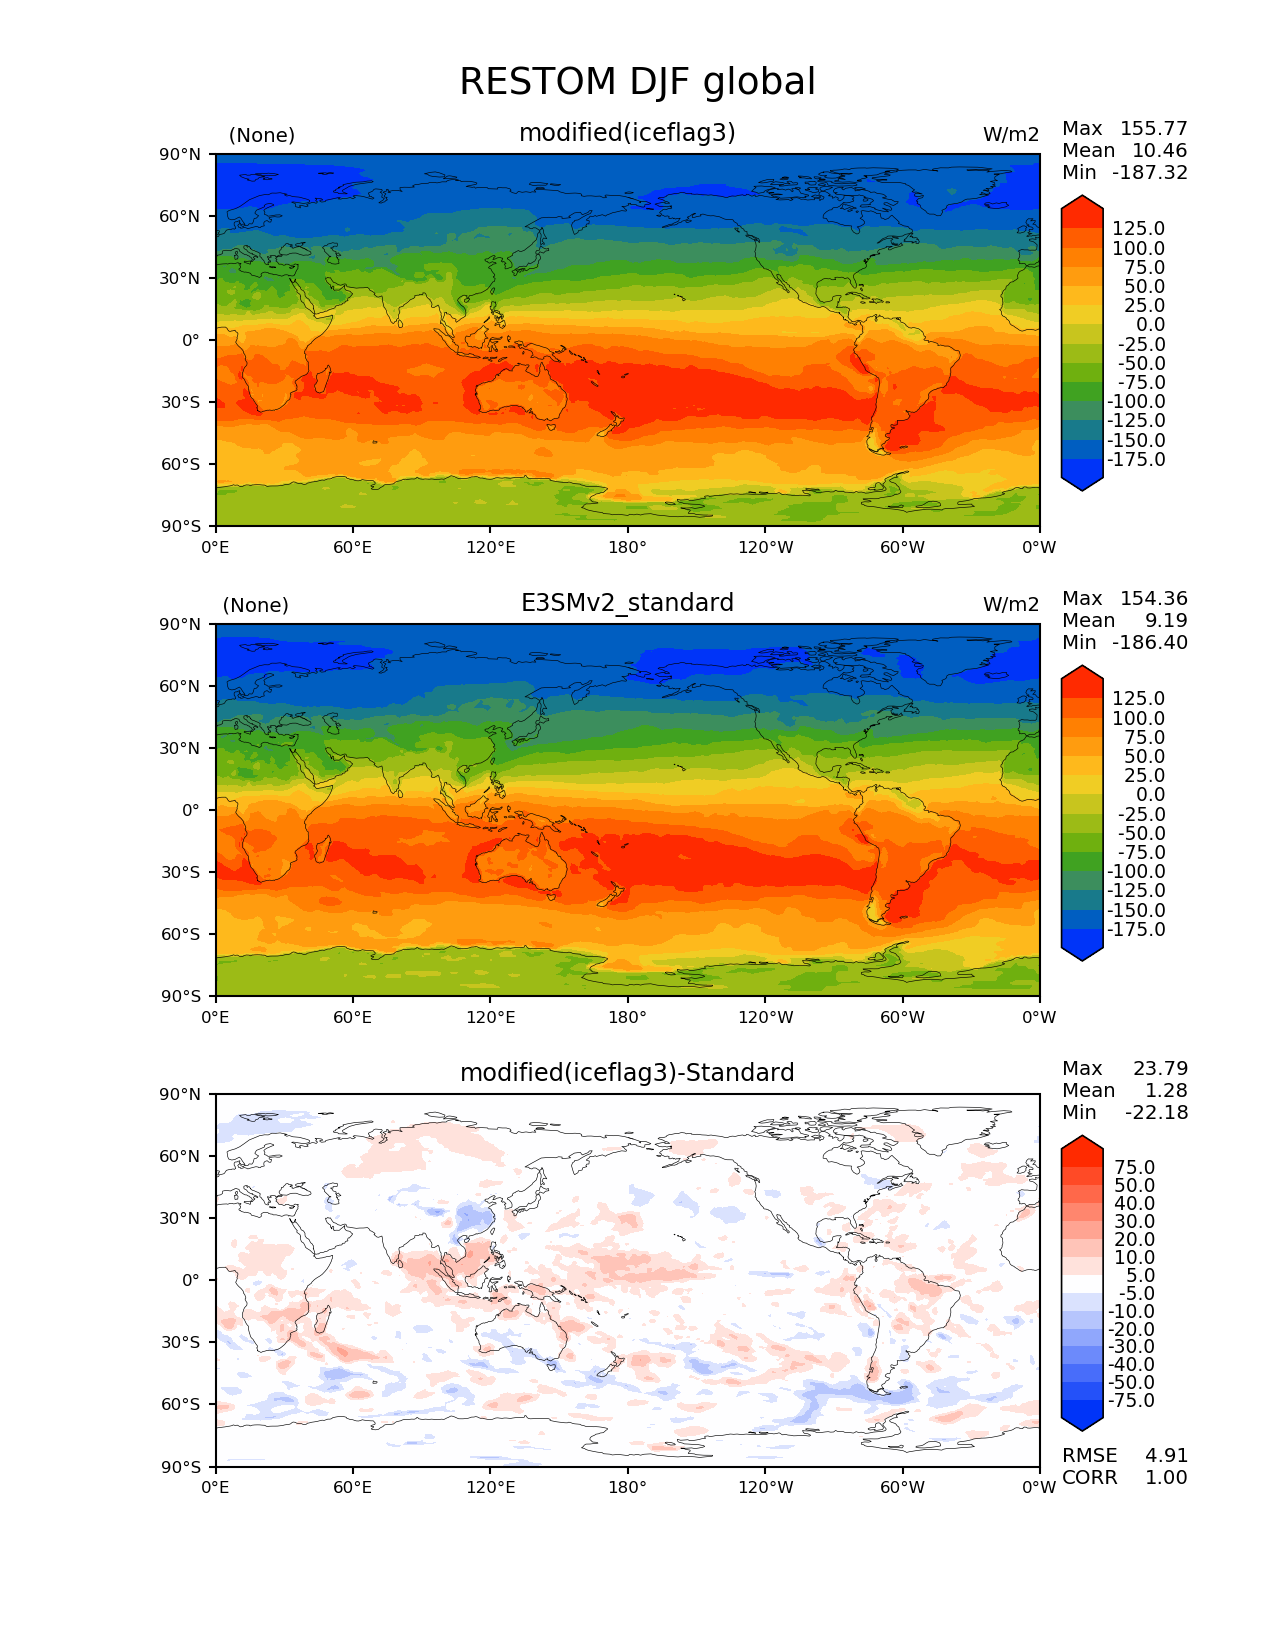 RESTOM DJF global
(None) modified(iceflag3) W/m2
Max 155.77
Mean 10.46
Min -187.32
90°N
60°N
30°N
0°
30°S
60°S
90°S
0°E 60°E 120°E 180° 120°W 60°W 0°W
125.0
100.0
75.0
50.0
25.0
0.0
-25.0
-50.0
-75.0
-100.0
-125.0
-150.0
-175.0
(None) E3SMv2_standard W/m2
Max 154.36
Mean 9.19
Min -186.40
90°N
60°N
30°N
0°
30°S
60°S
90°S
0°E 60°E 120°E 180° 120°W 60°W 0°W
125.0
100.0
75.0
50.0
25.0
0.0
-25.0
-50.0
-75.0
-100.0
-125.0
-150.0
-175.0
modified(iceflag3)-Standard
Max 23.79
Mean 1.28
Min -22.18
90°N
60°N
30°N
0°
30°S
60°S
90°S
0°E 60°E 120°E 180° 120°W 60°W 0°W
75.0
50.0
40.0
30.0
20.0
10.0
5.0
-5.0
-10.0
-20.0
-30.0
-40.0
-50.0
-75.0
RMSE 4.91
CORR 1.00